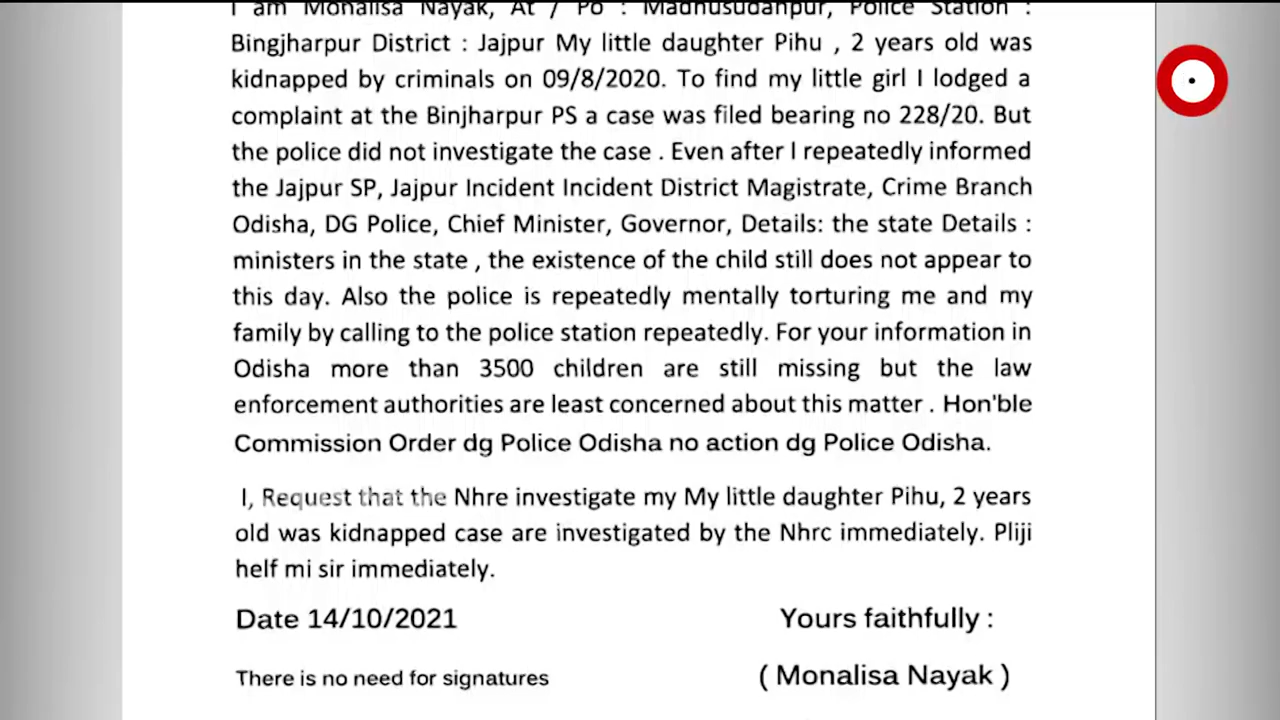 I am Monalisa Nayak, At / Po : Madhusudanpur, Police Station :
Bingjharpur District : Jajpur My little daughter Pihu , 2 years old was
kidnapped by criminals on 09/8/2020. To find my little girl I lodged a
complaint at the Binjharpur PS a case was filed bearing no 228/20. But
the police did not investigate the case . Even after I repeatedly informed
the Jajpur SP, Jajpur Incident Incident District Magistrate, Crime Branch
Odisha, DG Police, Chief Minister, Governor, Details: the state Details :
ministers in the state , the existence of the child still does not appear to
this day. Also the police is repeatedly mentally torturing me and my
family by calling to the police station repeatedly. For your information in
Odisha more than 3500 children are still missing but the law
enforcement authorities are least concerned about this matter . Hon'ble
Commission Order dg Police Odisha no action dg Police Odisha.
I, Request that the Nhre investigate my My little daughter Pihu, 2 years
old was kidnapped case are investigated by the Nhrc immediately. Pliji
helf mi sir immediately.
Date 14/10/2021
Yours faithfully :
There is no need for signatures
( Monalisa Nayak )